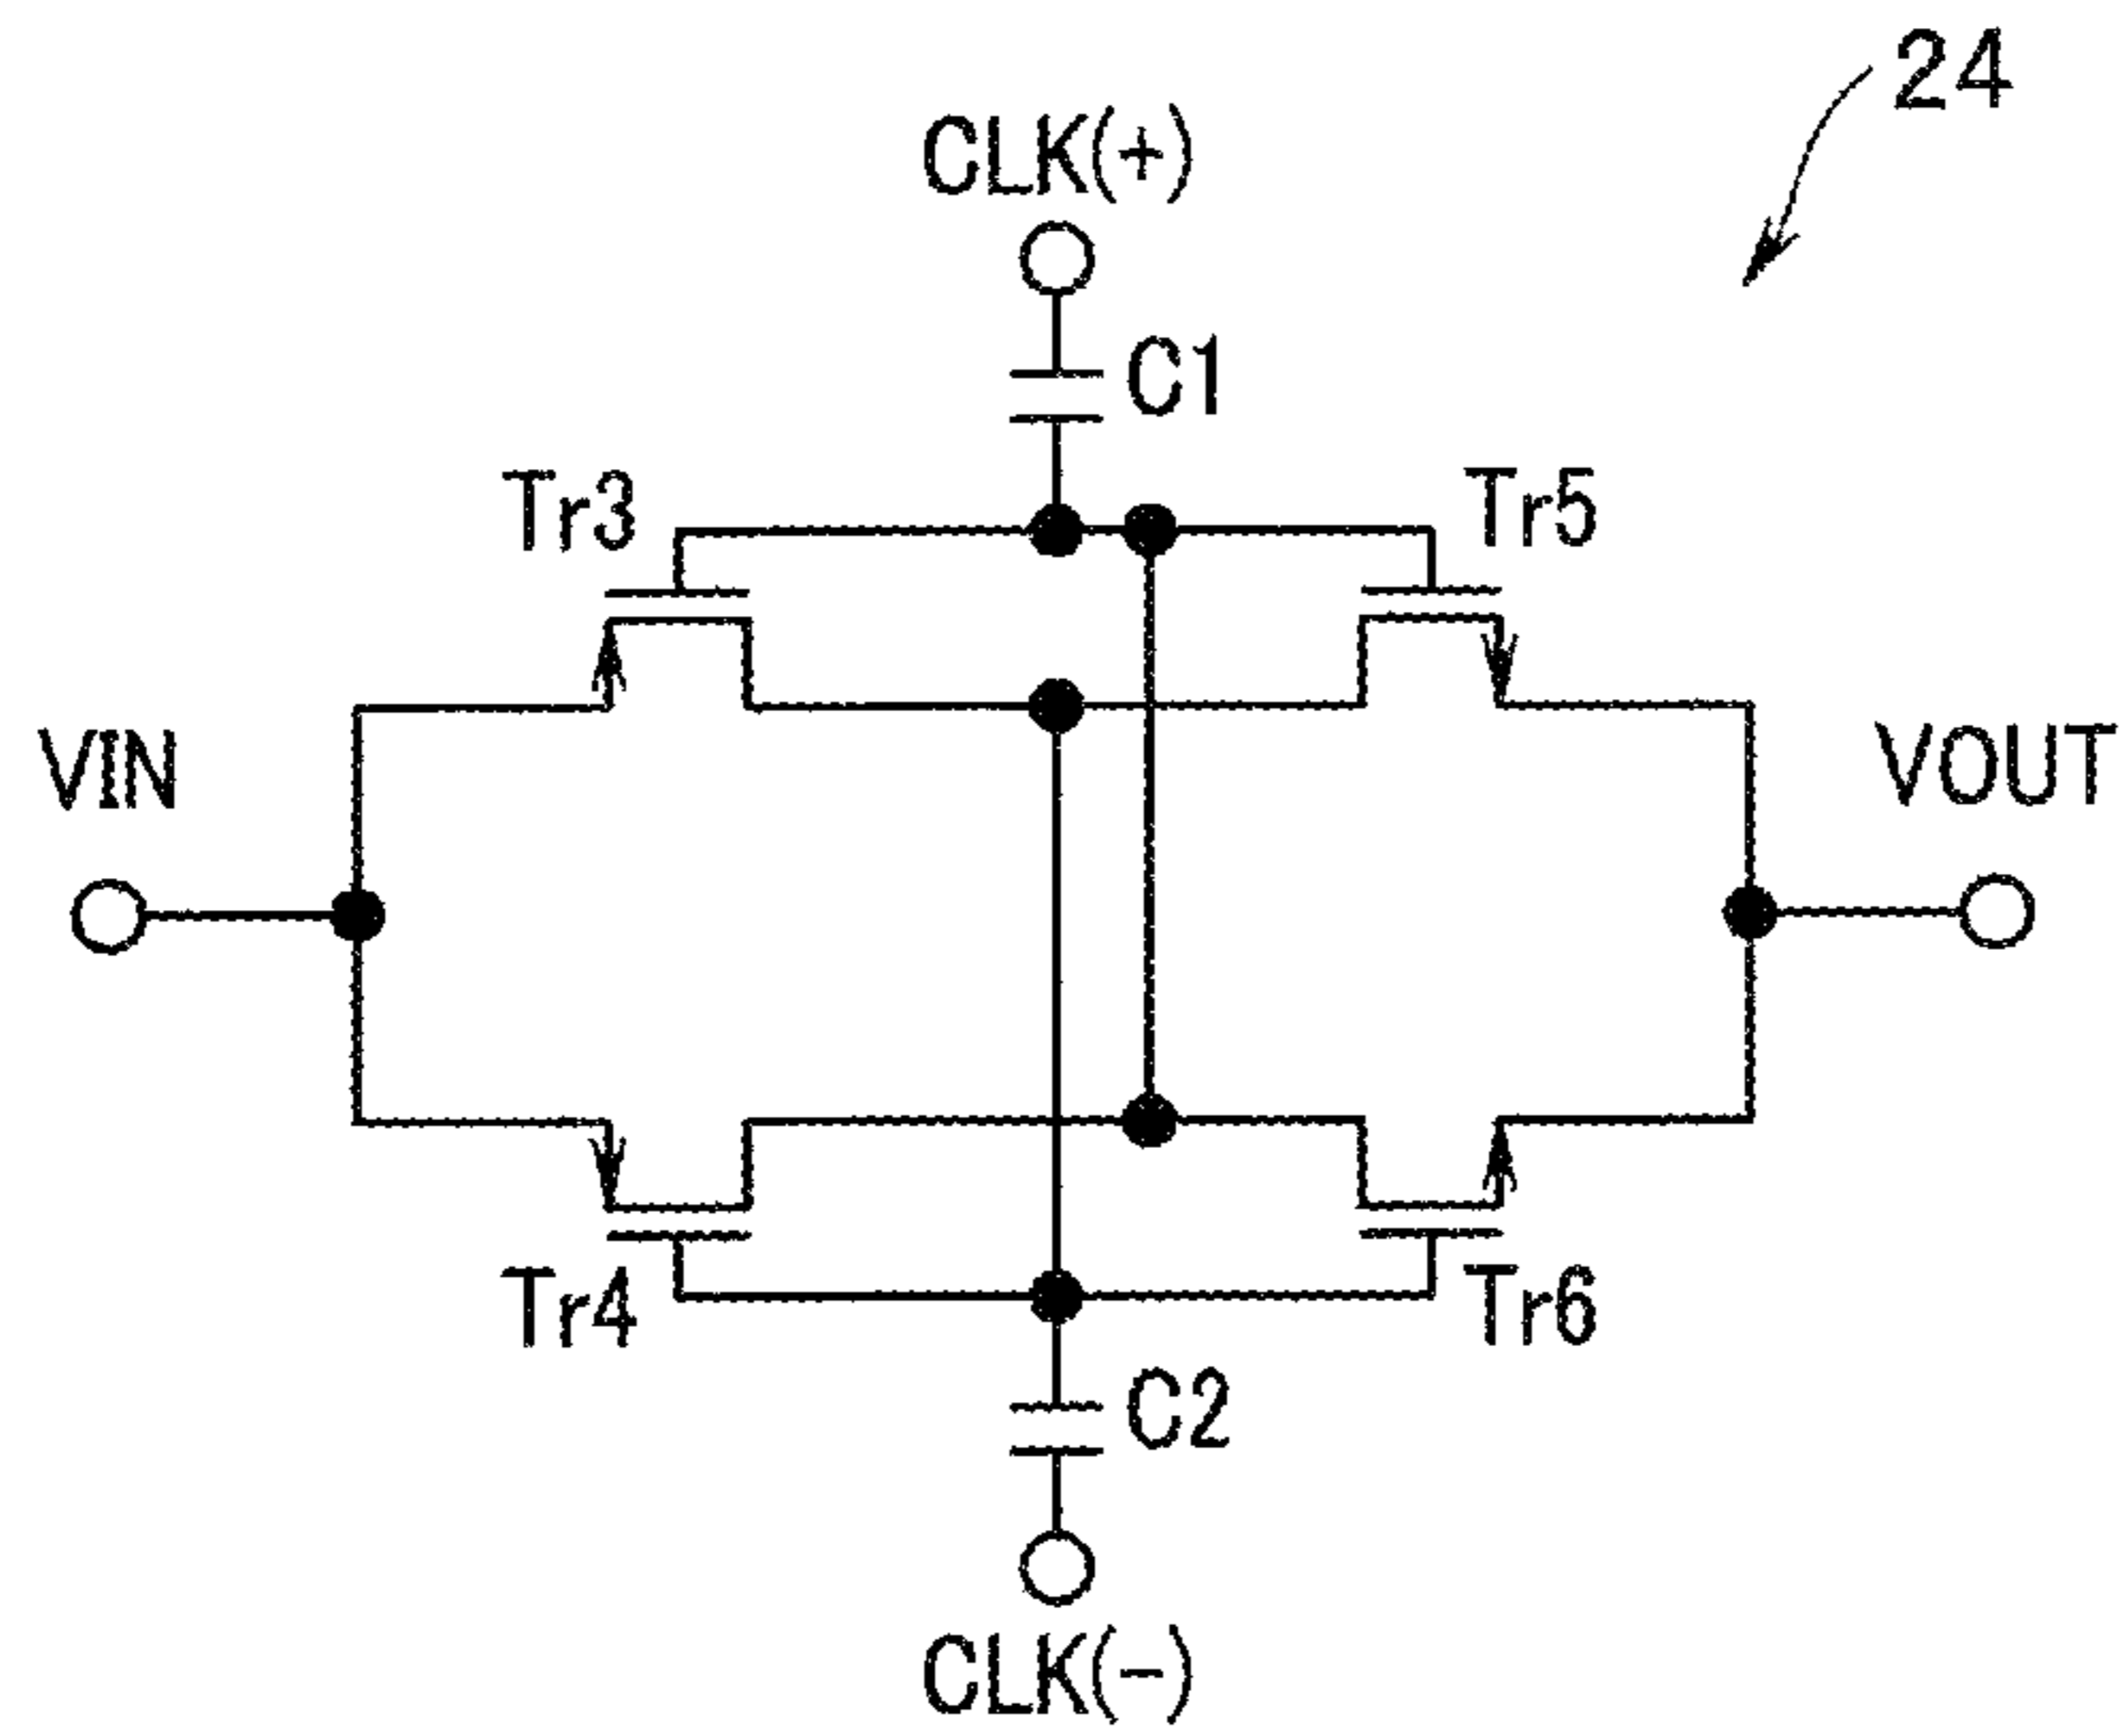 24
CLK(+)
C1
Tr3
Tr5
VIN
VOUT
Tr4
Tr6
C2
CLK(-)